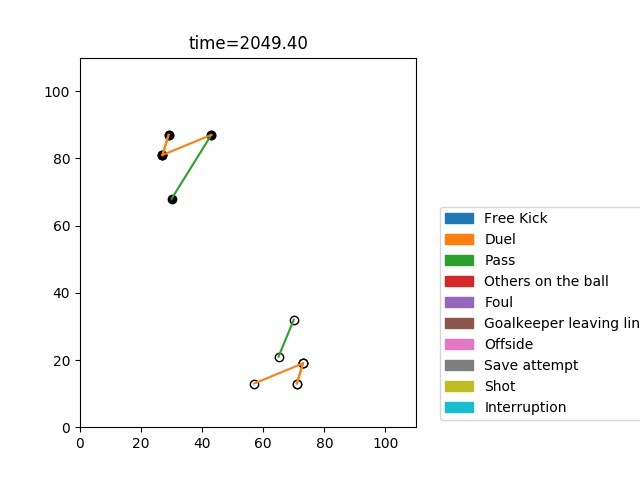 time=2049.40
100
80
60
40
20
0
0 20 40 60 80 100
Free Kick
Duel
Pass
Others on the ball
Foul
Goalkeeper leaving lin
Offside
Save attempt
Shot
Interruption